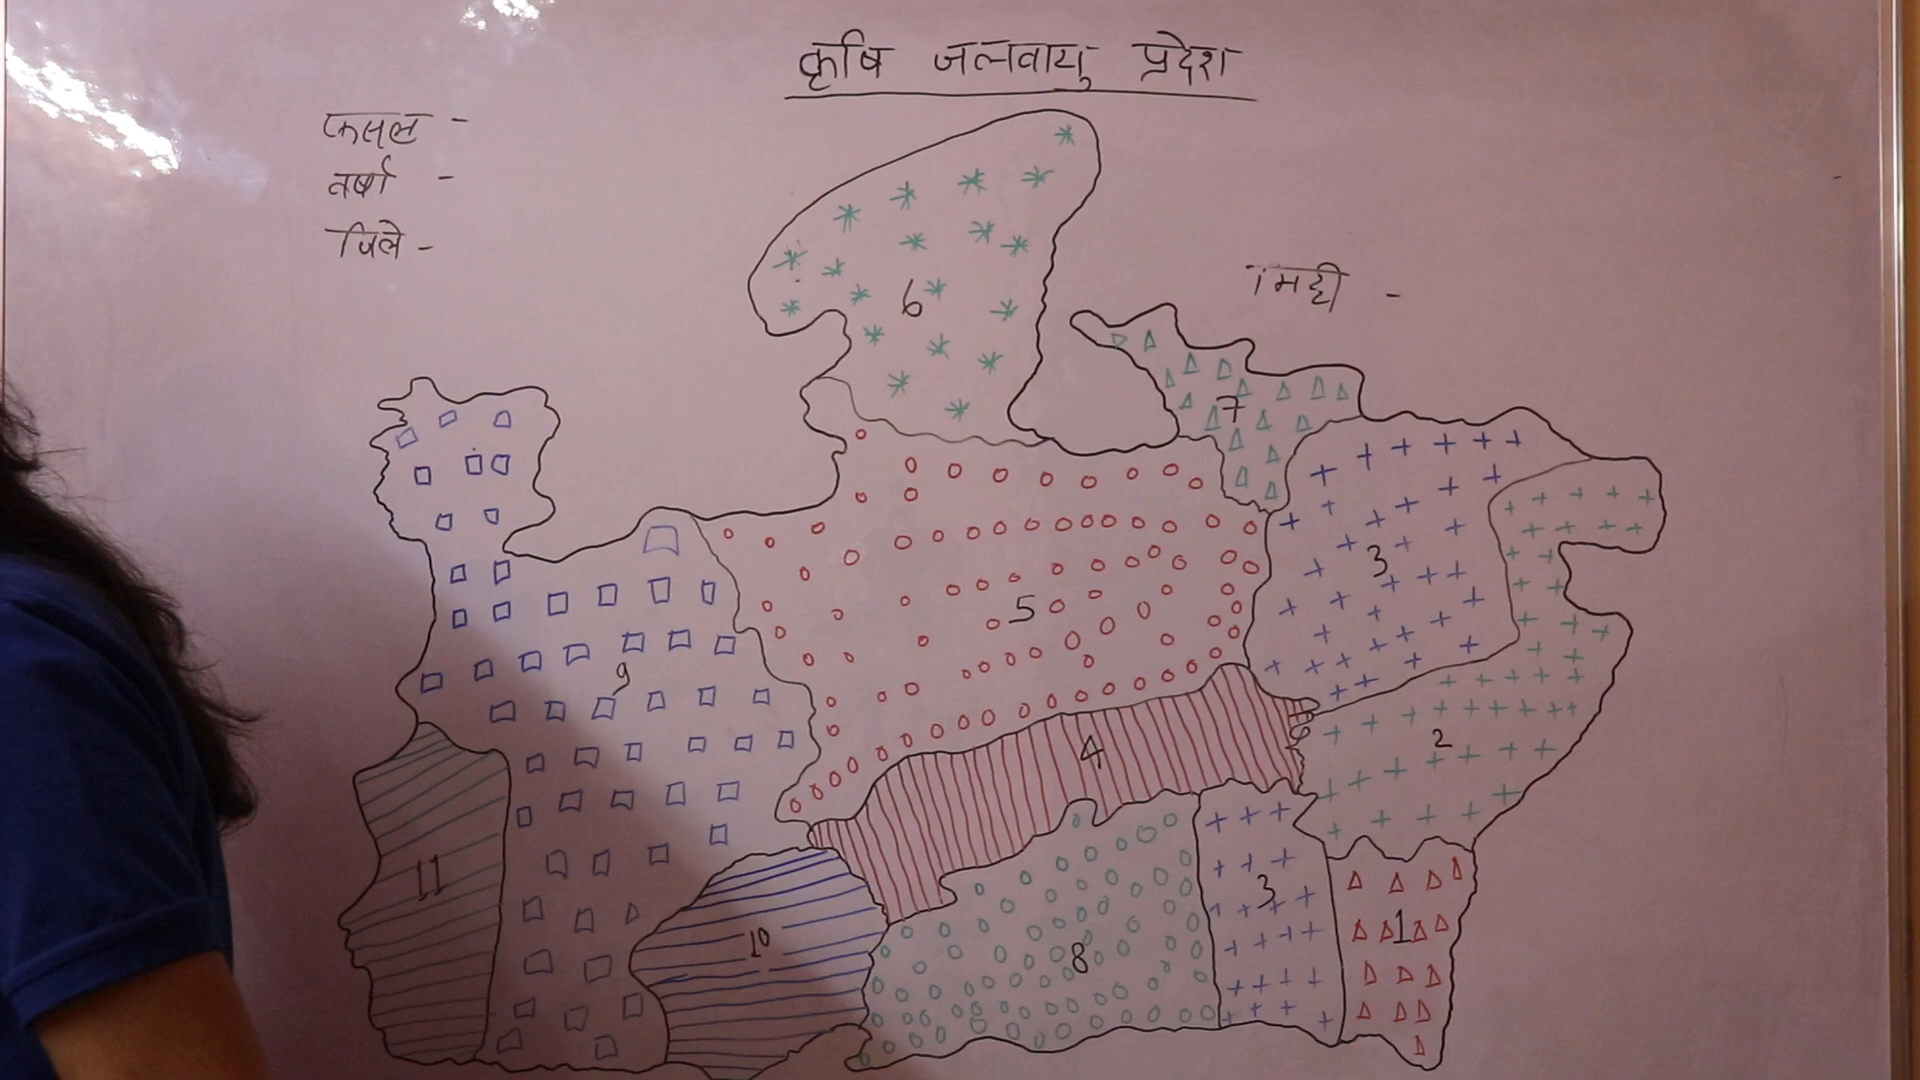 कृषि जलवायु प्रदेश
फसल -
वर्षा -
जिले -
मिट्टी -
6
7
3
5
9
4
2
11
10
8
3
1